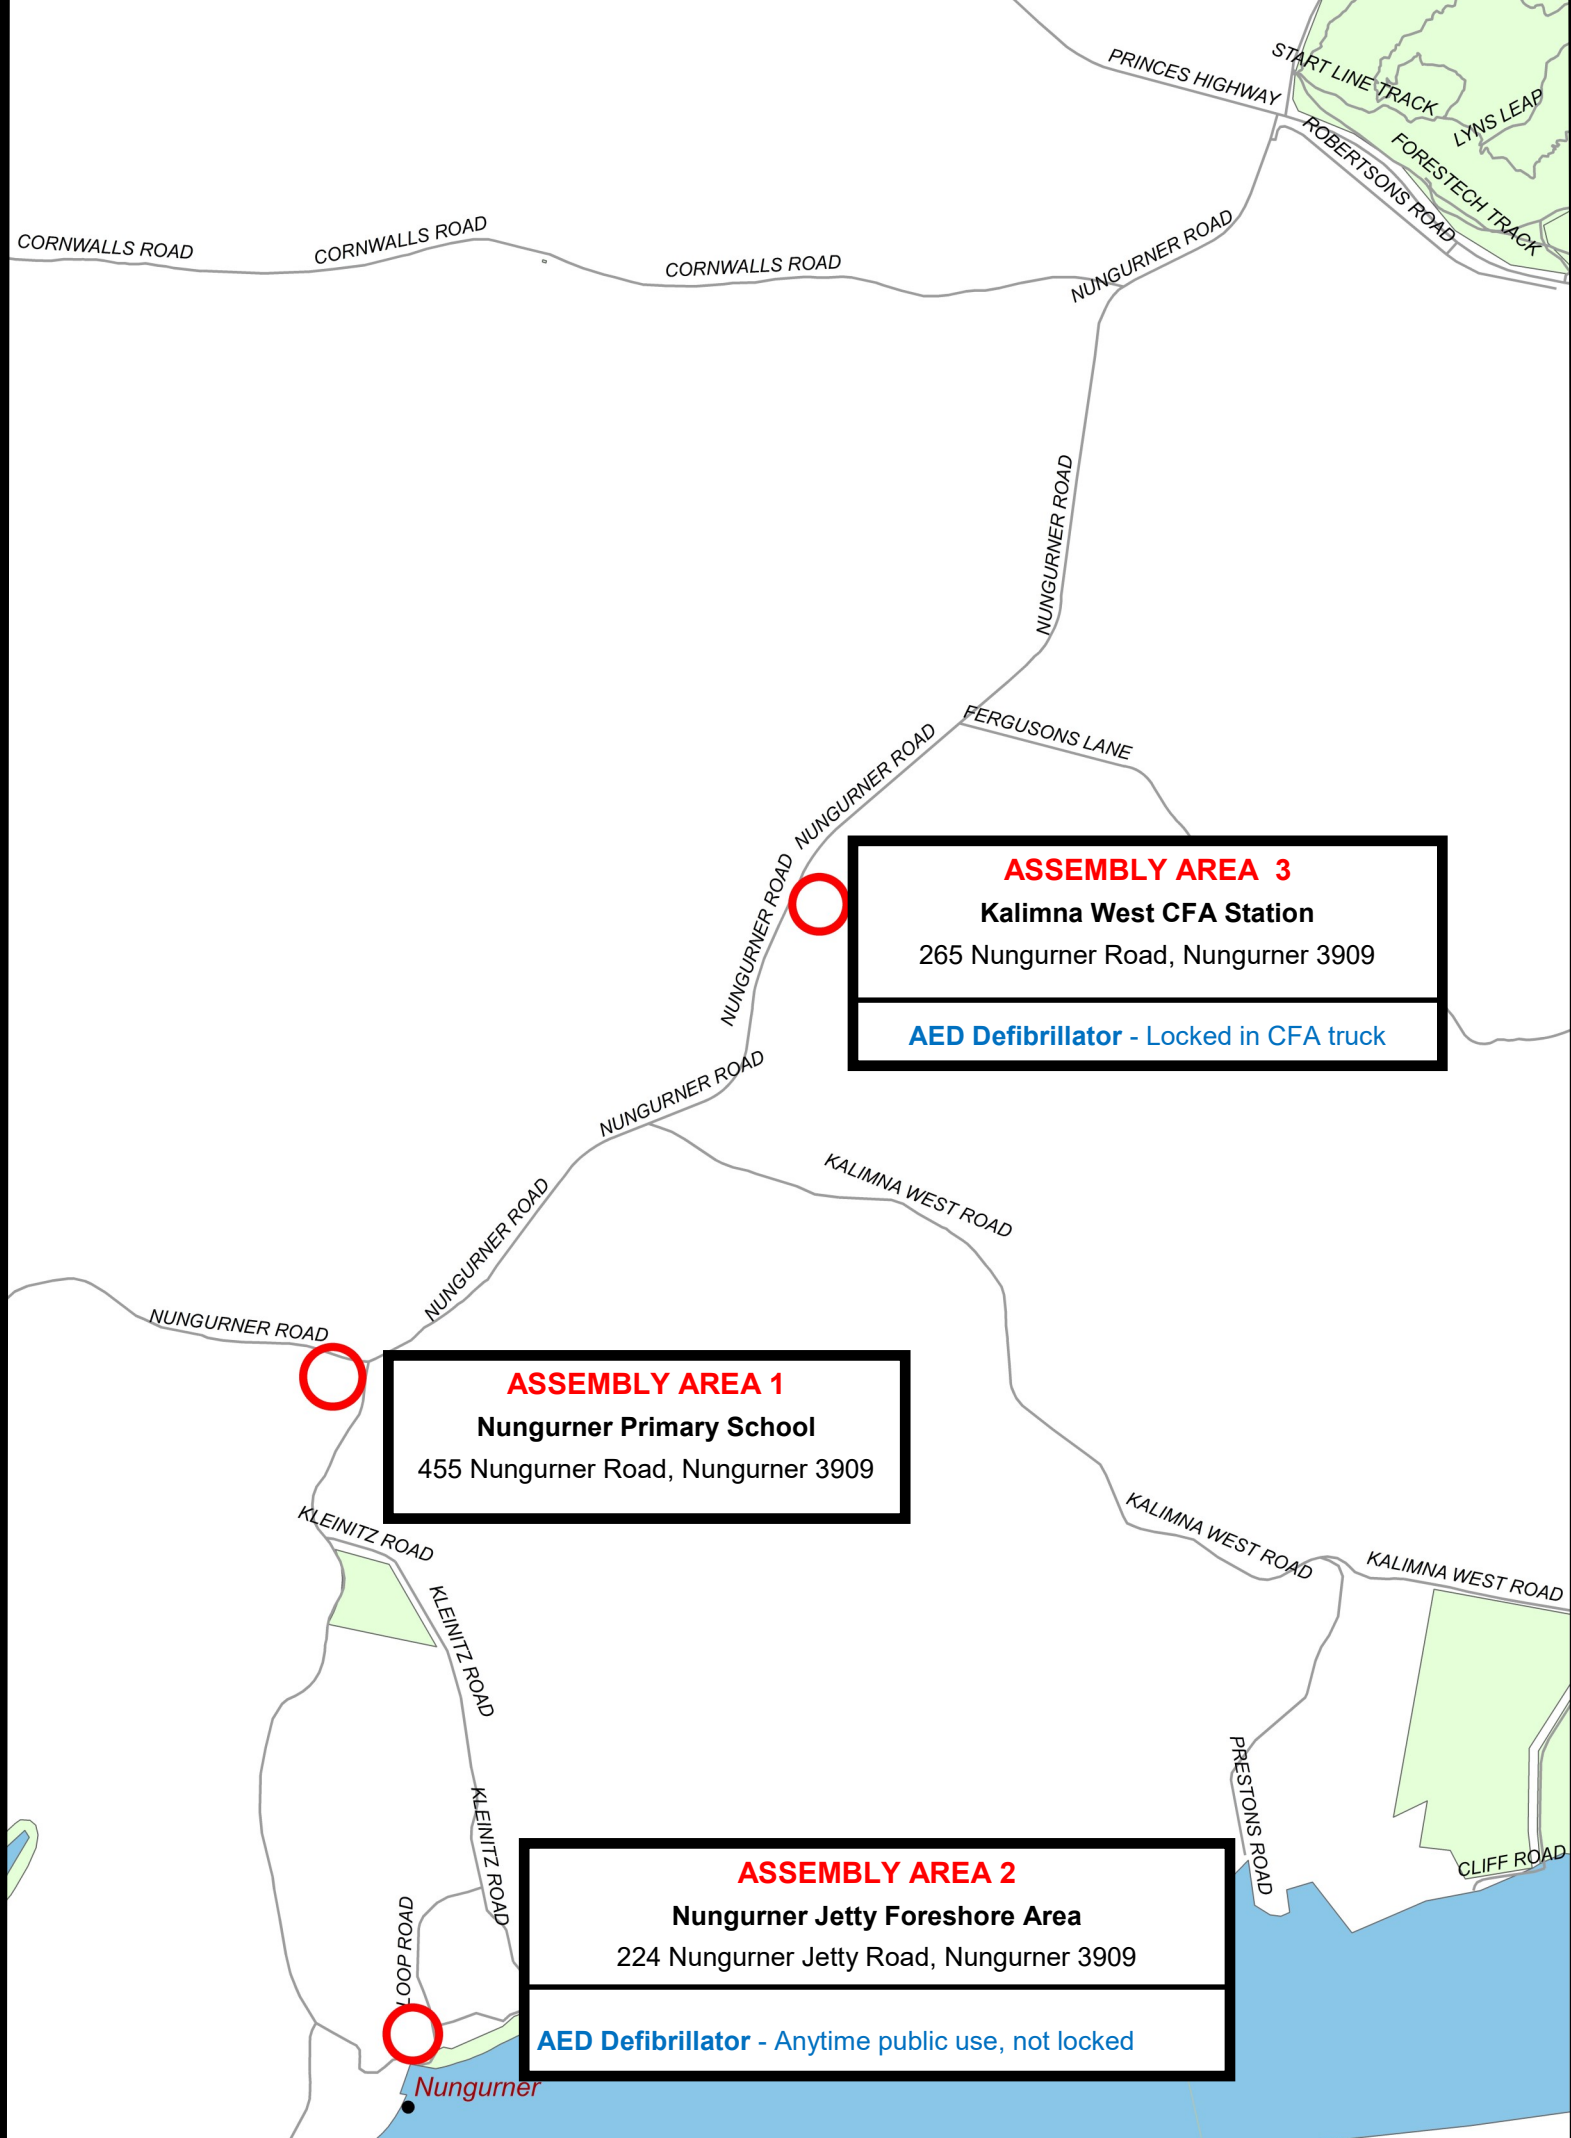 PRINCES HIGHWAY
START LINE TRACK
LYNS LEAP
ROBERTSONS ROAD
FORESTECH TRACK
CORNWALLS ROAD
CORNWALLS ROAD
CORNWALLS ROAD
NUNGURNER ROAD
NUNGURNER ROAD
FERGUSONS LANE
NUNGURNER ROAD
NUNGURNER ROAD
ASSEMBLY AREA 3
Kalimna West CFA Station
265 Nungurner Road, Nungurner 3909
AED Defibrillator - Locked in CFA truck
NUNGURNER ROAD
KALIMNA WEST ROAD
NUNGURNER ROAD
NUNGURNER ROAD
ASSEMBLY AREA 1
Nungurner Primary School
455 Nungurner Road, Nungurner 3909
KLEINITZ ROAD
KALIMNA WEST ROAD
KALIMNA WEST ROAD
KLEINITZ ROAD
KLEINITZ ROAD
PRESTONS ROAD
CLIFF ROAD
LOOP ROAD
ASSEMBLY AREA 2
Nungurner Jetty Foreshore Area
224 Nungurner Jetty Road, Nungurner 3909
AED Defibrillator - Anytime public use, not locked
Nungurner